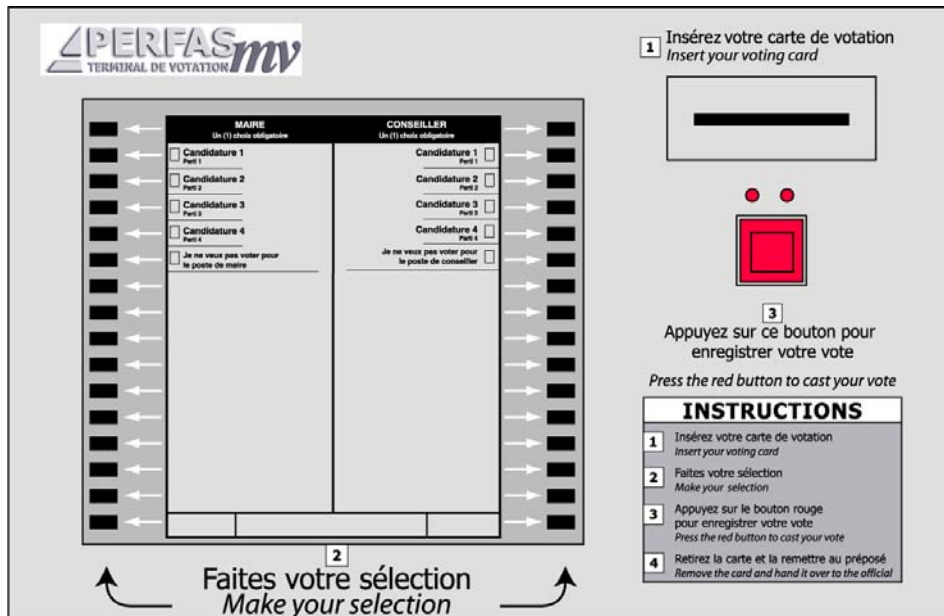 PERFAS mv
TERMINAL DE VOTATION
MAIRE
Un (1) choix obligatoire
Candidature 1
Parti 1
Candidature 2
Parti 2
Candidature 3
Parti 3
Candidature 4
Parti 4
Je ne veux pas voter pour
le poste de maire
CONSEILLER
Un (1) choix obligatoire
Candidature 1
Parti 1
Candidature 2
Parti 2
Candidature 3
Parti 3
Candidature 4
Parti 4
Je ne veux pas voter pour
le poste de conseiller
2
Faites votre sélection
Make your selection
1 Insérez votre carte de votation
Insert your voting card
3
Appuyez sur ce bouton pour
enregistrer votre vote
Press the red button to cast your vote
INSTRUCTIONS
1 Insérez votre carte de votation
Insert your voting card
2 Faites votre sélection
Make your selection
3 Appuyez sur le bouton rouge
pour enregistrer votre vote
Press the red button to cast your vote
4 Retirez la carte et la remettre au préposé
Remove the card and hand it over to the official